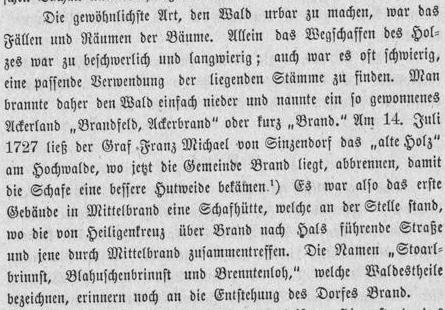 Die gewöhnlichste Art, den Wald urbar zu machen, war das
Fällen und Räumen der Bäume. Allein das Wegschaffen des Hol-
zes war zu beschwerlich und langwierig; auch war es oft schwierig,
eine passende Verwendung der liegenden Stämme zu finden. Man
brannte daher den Wald einfach nieder und nannte ein so gewonnenes
Ackerland „Brandfeld, Ackerbrand" oder kurz „Brand." Am 14. Juli
1727 ließ der Graf Franz Michael von Sinzendorf das „alte Holz"
am Hochwalde, wo jetzt die Gemeinde Brand liegt, abbrennen, damit
die Schafe eine bessere Hutweide bekämen.¹) Es war also das erste
Gebäude in Mittelbrand eine Schafhütte, welche an der Stelle stand,
wo die von Heiligenkreuz über Brand nach Hals führende Straße
und jene durch Mittelbrand zusammentreffen. Die Namen „Stoarl-
brinnst, Blahuschenbrinnst und Brenntenloh," welche Waldestheile
bezeichnen, erinnern noch an die Entstehung des Dorfes Brand.